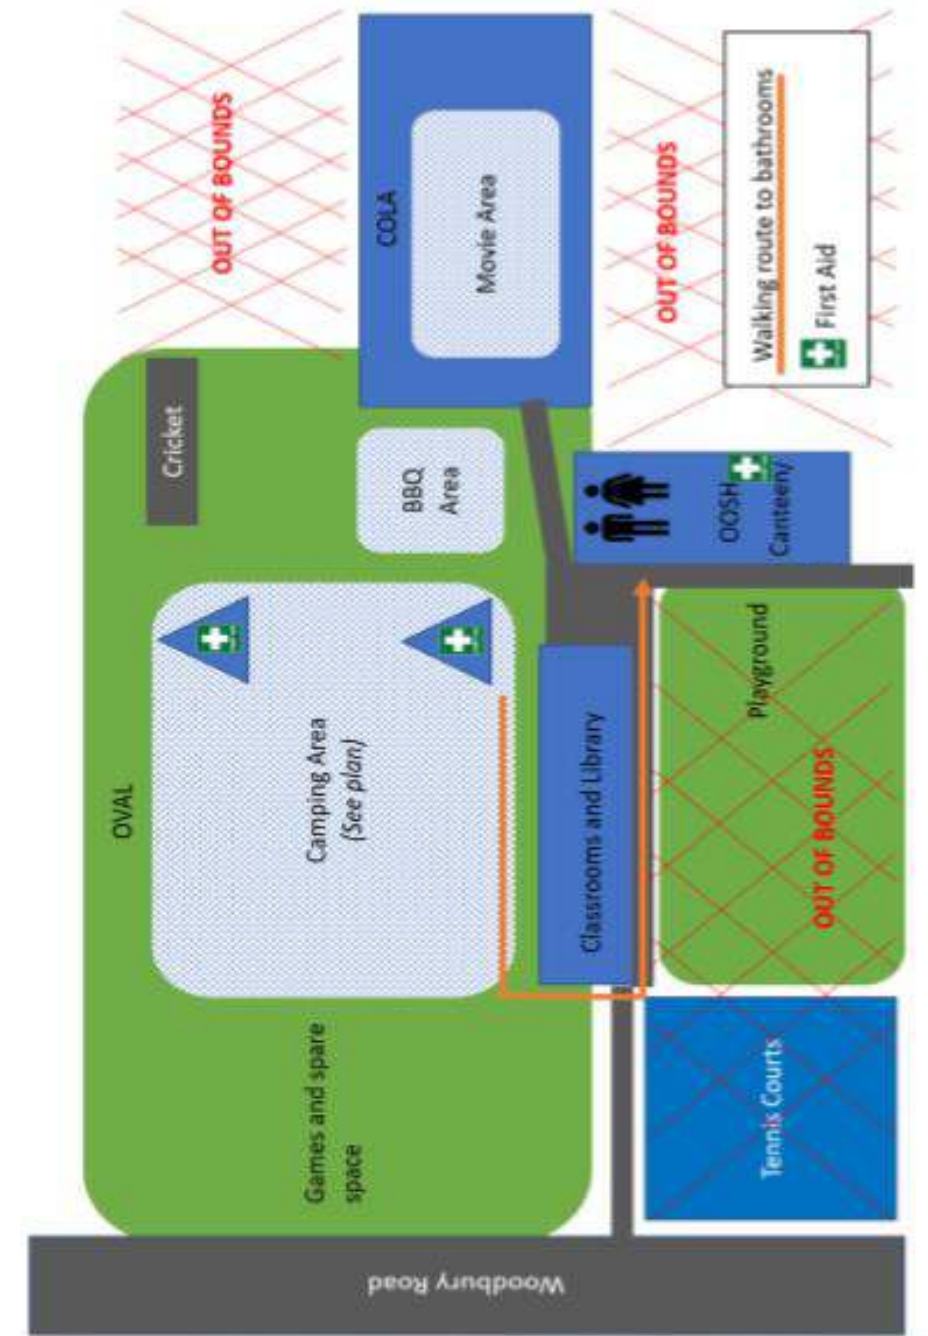 OVAL
Cricket
OUT OF BOUNDS
Games and spare
space
Camping Area
(See plan)
BBQ
Area
COLA
Movie Area
Woodbury Road
Classrooms and Library
OUT OF BOUNDS
Tennis Courts
Playground
OUT OF BOUNDS
OOSH
Canteen
Walking route to bathrooms
First Aid